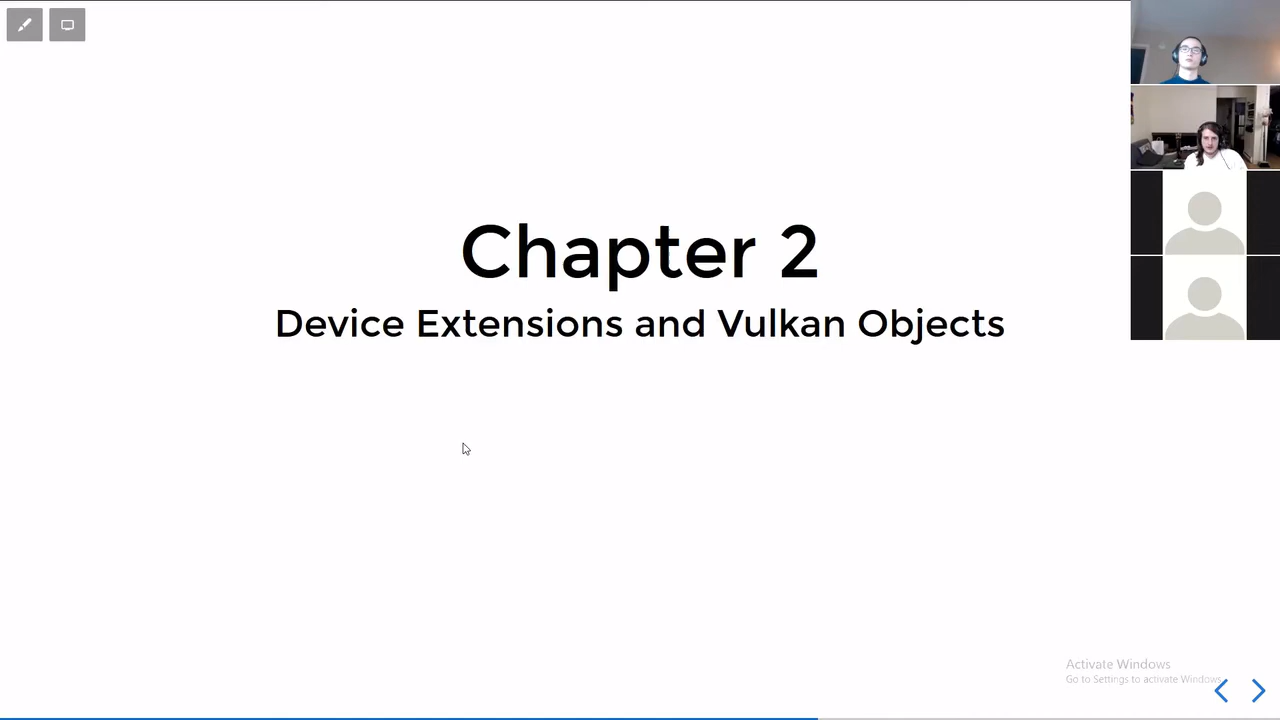 Chapter 2
Device Extensions and Vulkan Objects
Activate Windows
Go to Settings to activate Windows.